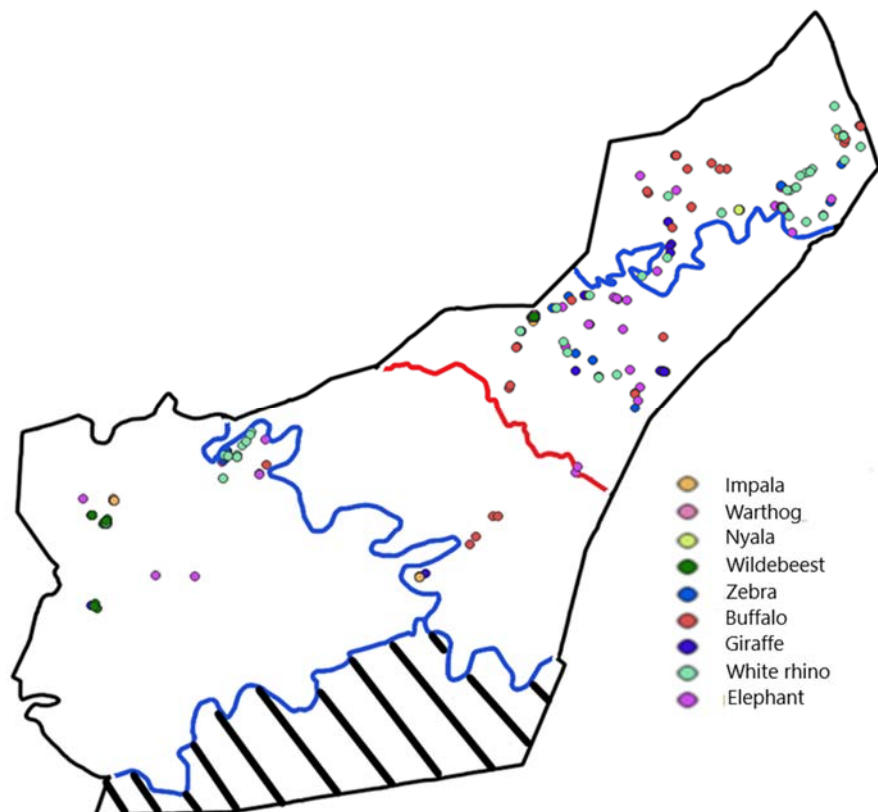 Impala
Warthog
Nyala
Wildebeest
Zebra
Buffalo
Giraffe
White rhino
Elephant